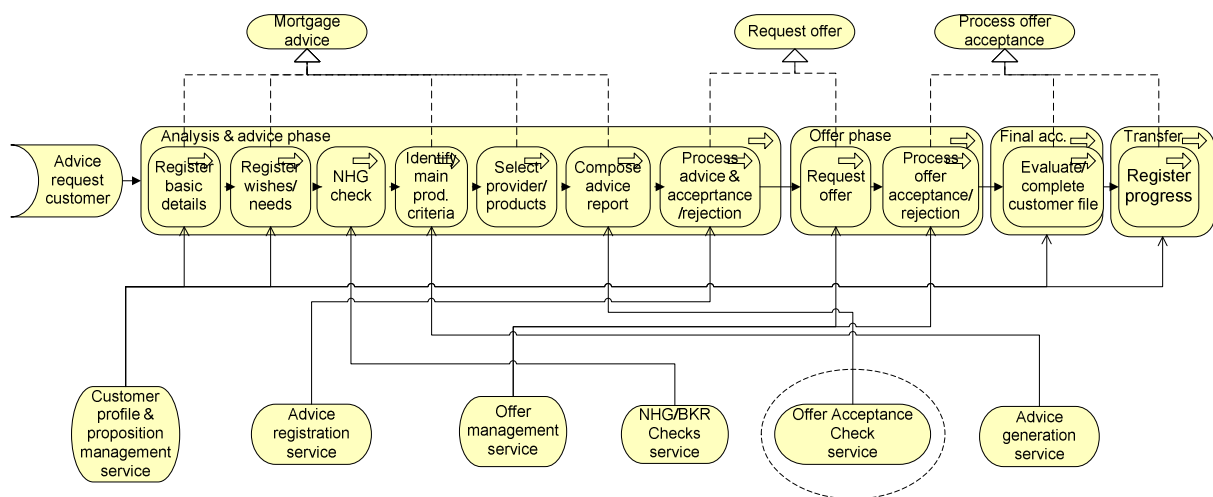 Mortgage
advice
Request offer
Process offer
acceptance
Analysis & advice phase
Offer phase
Final acc.
Transfer
Advice
request
customer
Register
basic
details
Register
wishes/
needs
NHG
check
Identify
main
prod.
criteria
Select
provider/
products
Compose
advice
report
Process
advice &
acceprtance
/rejection
Request
offer
Process
offer
acceptance/
rejection
Evaluate/
complete
customer file
Register
progress
Customer
profile &
proposition
management
service
Advice
registration
service
Offer
management
service
NHG/BKR
Checks
service
Offer Acceptance
Check
service
Advice
generation
service